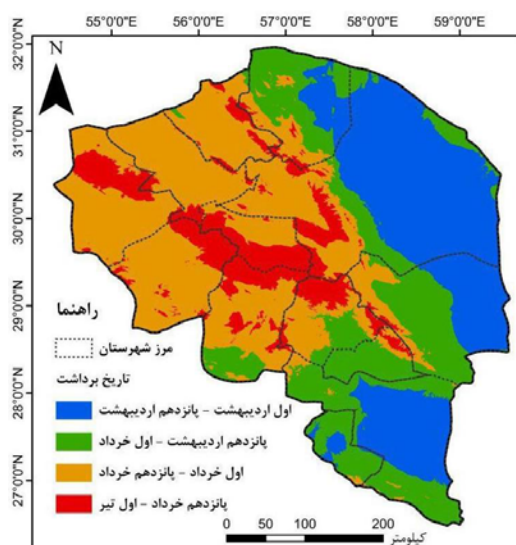 55°0'0"E 56°0'0"E 57°0'0"E 58°0'0"E 59°0'0"E
N
32°0'0"N
31°0'0"N
30°0'0"N
29°0'0"N
28°0'0"N
27°0'0"N
راهنما
مرز شهرستان
تاریخ برداشت
اول اردیبهشت - پانزدهم اردیبهشت
پانزدهم اردیبهشت - اول خرداد
اول خرداد - پانزدهم خرداد
پانزدهم خرداد - اول تیر
0 50 100 200
کیلومتر